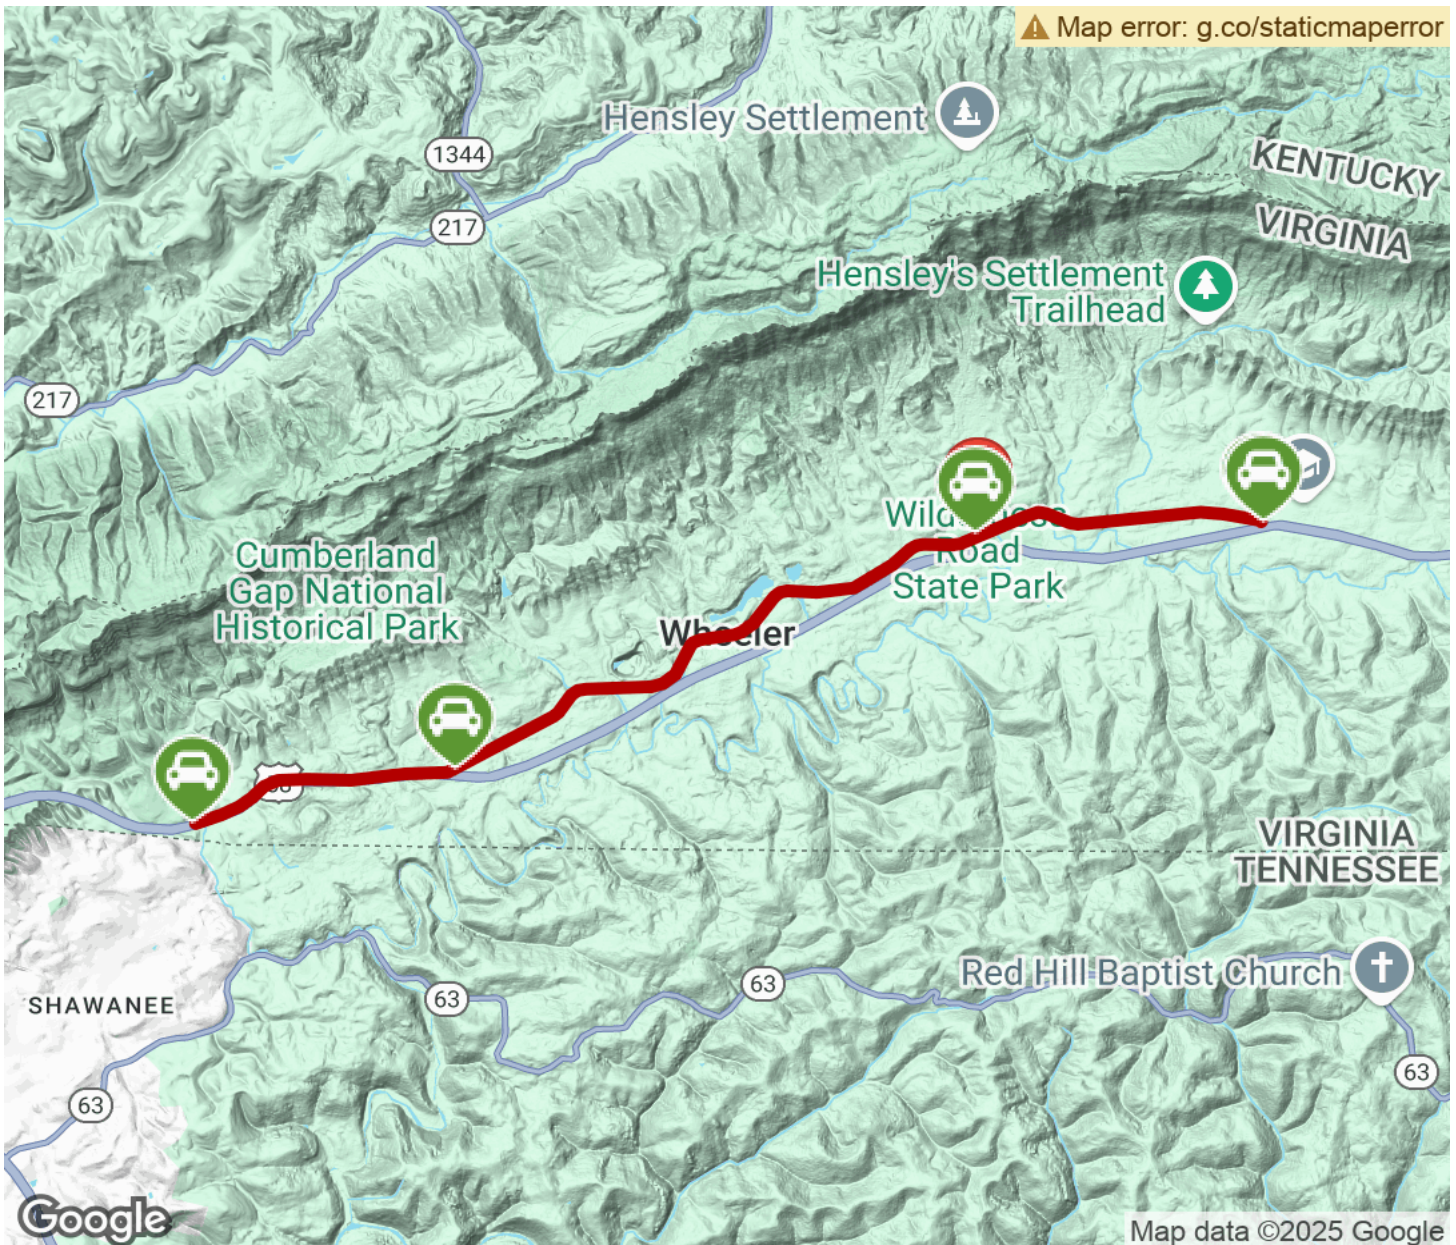 Map error: g.co/staticmaperror
Hensley Settlement
1344
KENTUCKY
217
VIRGINIA
Hensley's Settlement
Trailhead
217
Road
State Park
Cumberland
Gap National
Historical Park
Wheeler
VIRGINIA
TENNESSEE
Red Hill Baptist Church
63
63
SHAWANEE
63
63
Google
Map data ©2025 Google